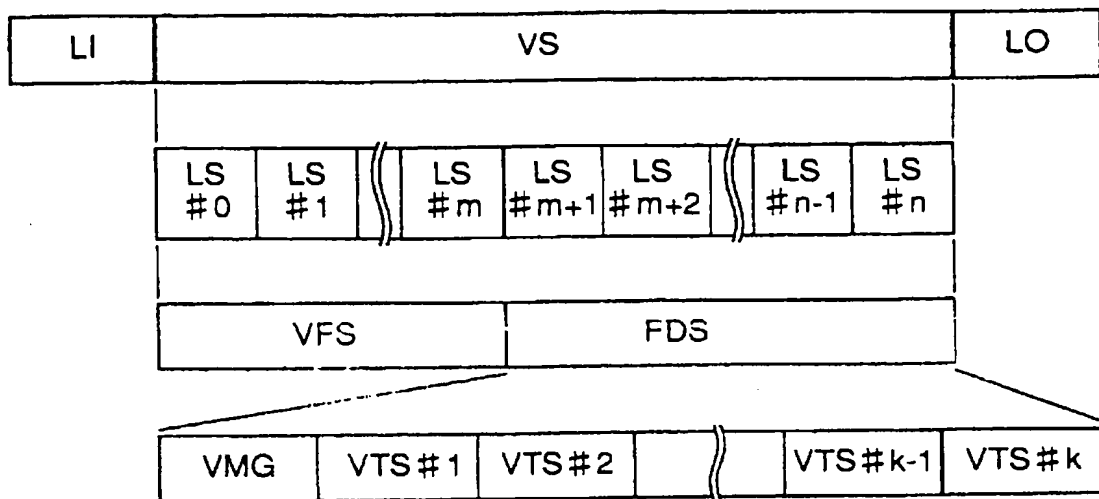 LI VS LO
LS LS LS LS LS LS LS
#0 #1 #m #m+1 #m+2 #n-1 #n
VFS FDS
VMG VTS#1 VTS#2 VTS#k-1 VTS#k